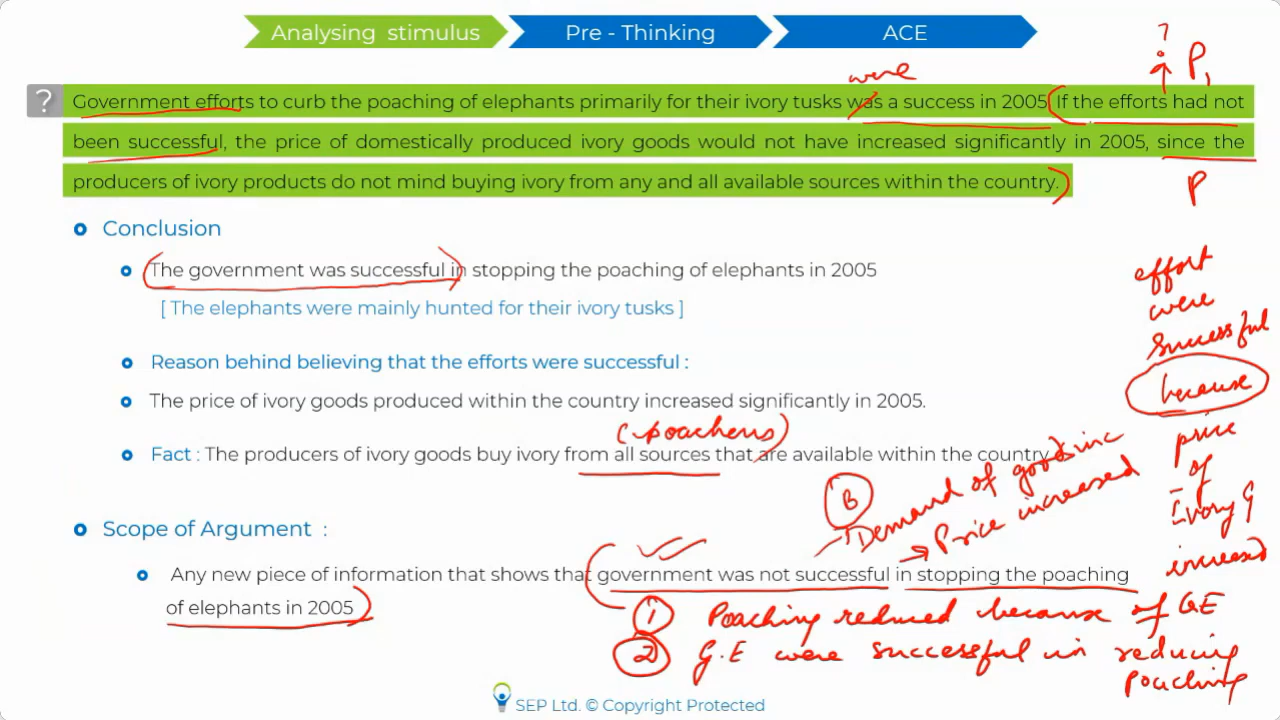 Analysing stimulus
Pre - Thinking
ACE
?
?
P1
were
Government efforts to curb the poaching of elephants primarily for their ivory tusks was a success in 2005. If the efforts had not
been successful, the price of domestically produced ivory goods would not have increased significantly in 2005, since the
producers of ivory products do not mind buying ivory from any and all available sources within the country.
P
Conclusion
The government was successful in stopping the poaching of elephants in 2005
[ The elephants were mainly hunted for their ivory tusks ]
Reason behind believing that the efforts were successful :
The price of ivory goods produced within the country increased significantly in 2005.
(poachers)
Fact : The producers of ivory goods buy ivory from all sources that are available within the country
effort
were
successful
because
price
of
Ivory G
increased
B
Demand of good inc
→ Price increased
Scope of Argument :
Any new piece of information that shows that government was not successful in stopping the poaching
of elephants in 2005
1 Poaching reduced because of GE
2 G.E were successful in reducing
poaching
SEP Ltd. © Copyright Protected